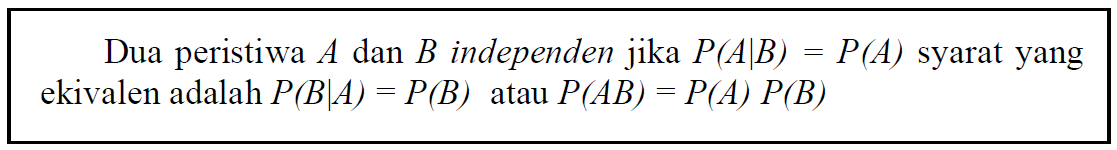 Dua peristiwa A dan B independen jika P(A|B) = P(A) syarat yang
ekivalen adalah P(B|A) = P(B) atau P(AB) = P(A) P(B)